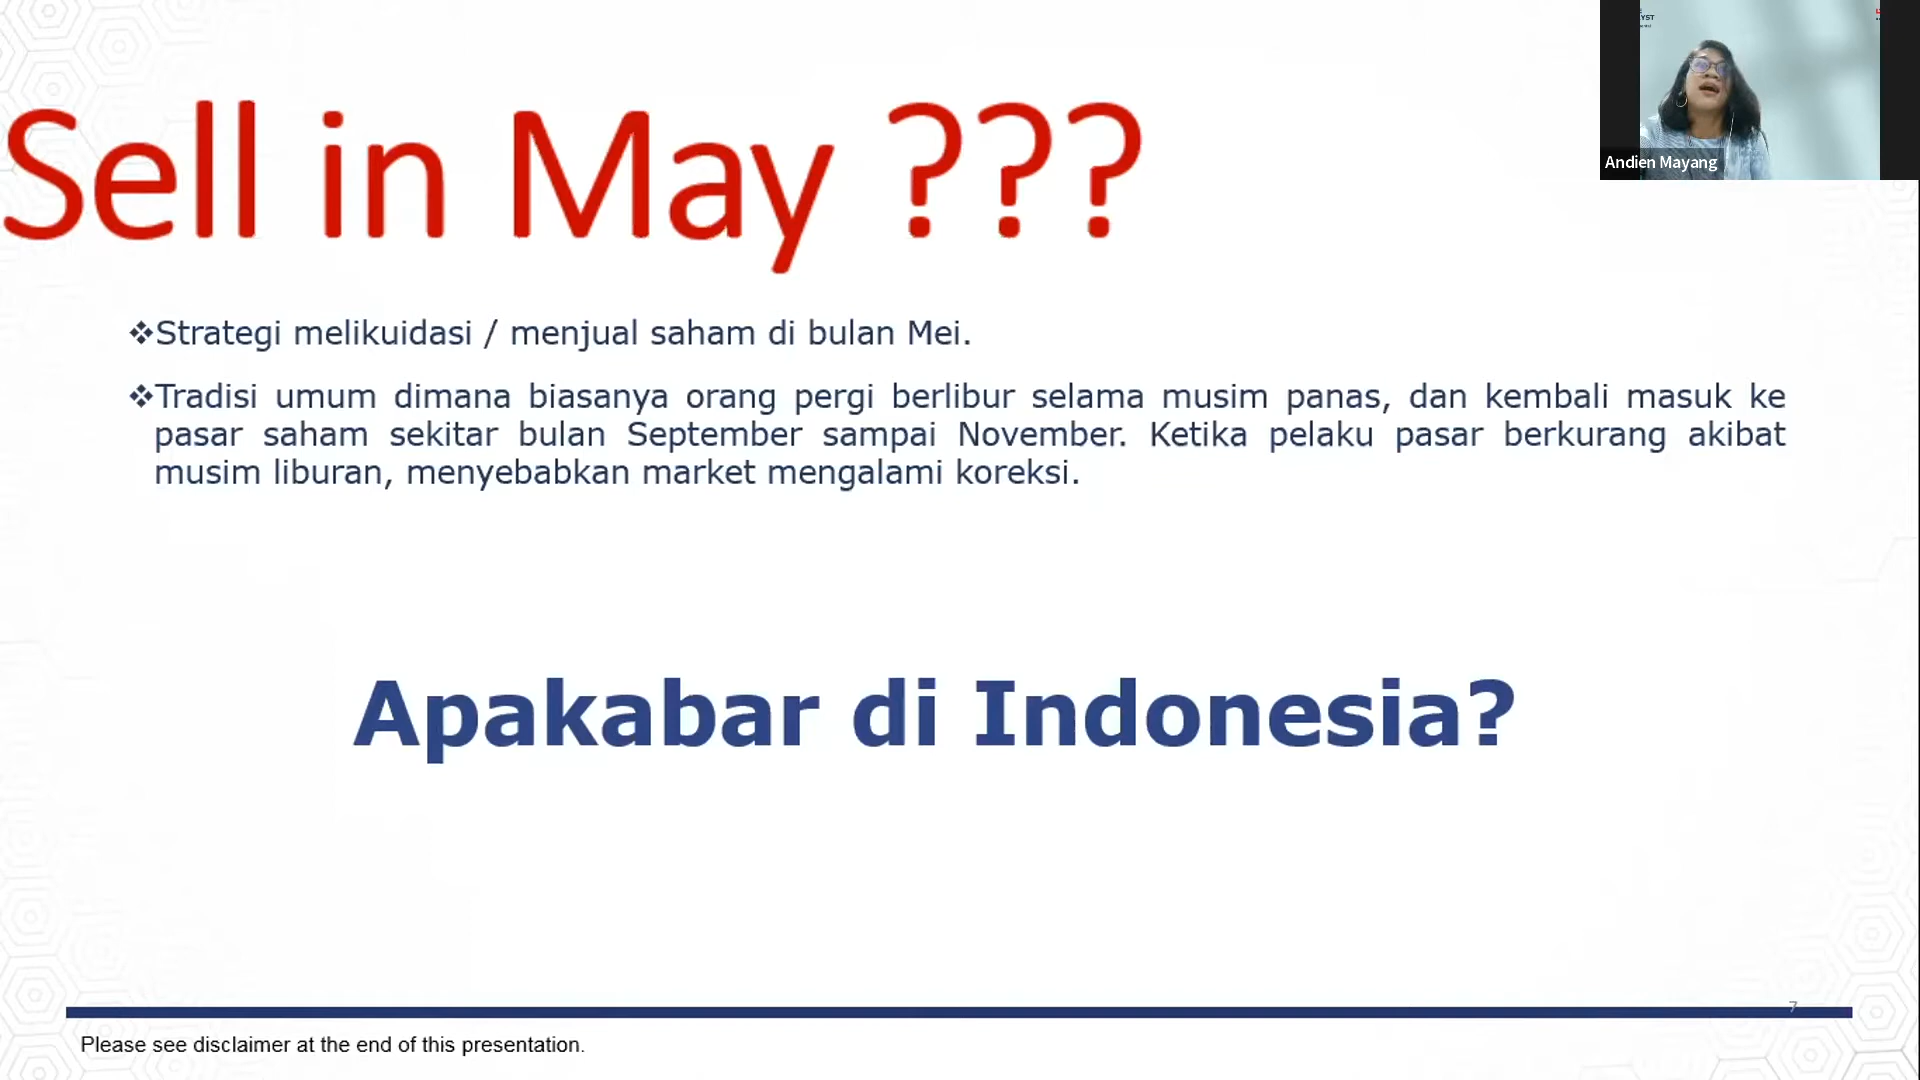 Sell in May ???
Andien Mayang
❖Strategi melikuidasi / menjual saham di bulan Mei.
❖Tradisi umum dimana biasanya orang pergi berlibur selama musim panas, dan kembali masuk ke
pasar saham sekitar bulan September sampai November. Ketika pelaku pasar berkurang akibat
musim liburan, menyebabkan market mengalami koreksi.
Apakabar di Indonesia?
7
Please see disclaimer at the end of this presentation.